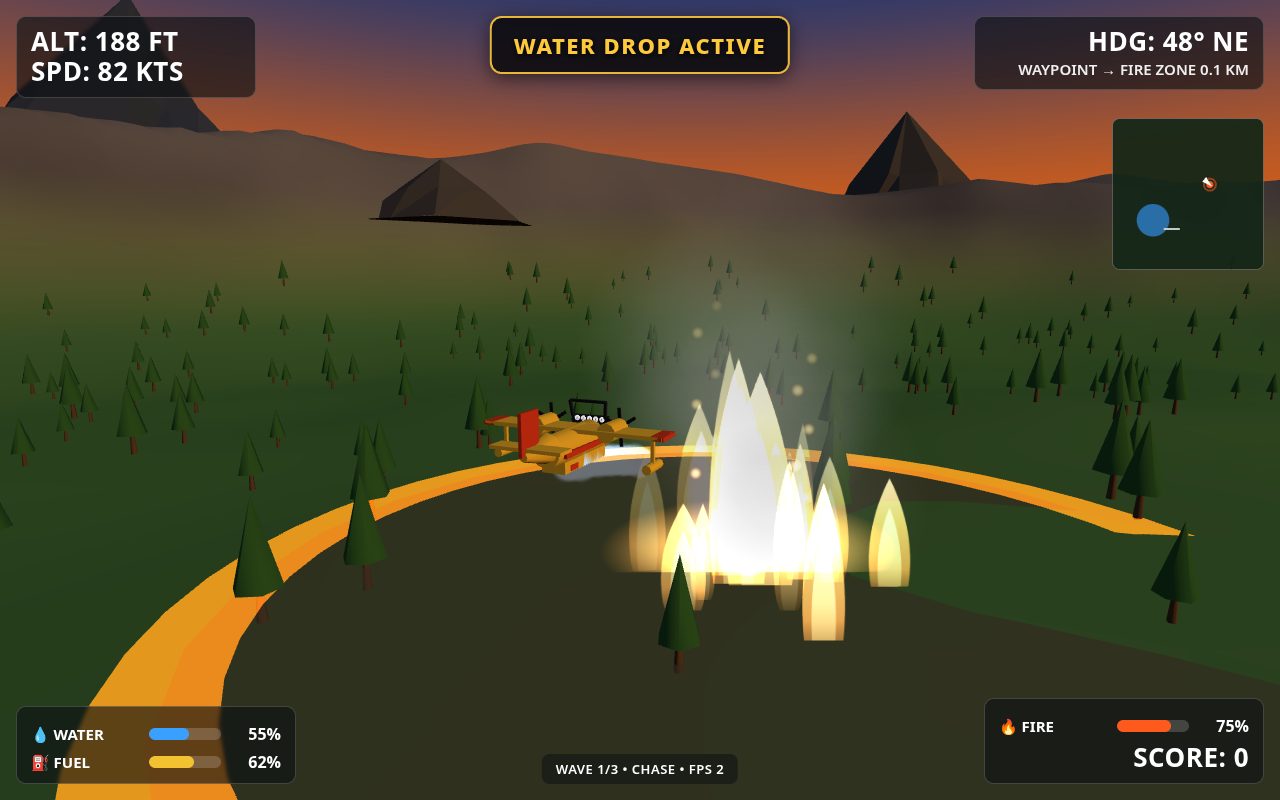 ALT: 188 FT
SPD: 82 KTS
WATER DROP ACTIVE
HDG: 48° NE
WAYPOINT → FIRE ZONE 0.1 KM
💧 WATER 55%
⛽ FUEL 62%
WAVE 1/3 • CHASE • FPS 2
🔥 FIRE 75%
SCORE: 0